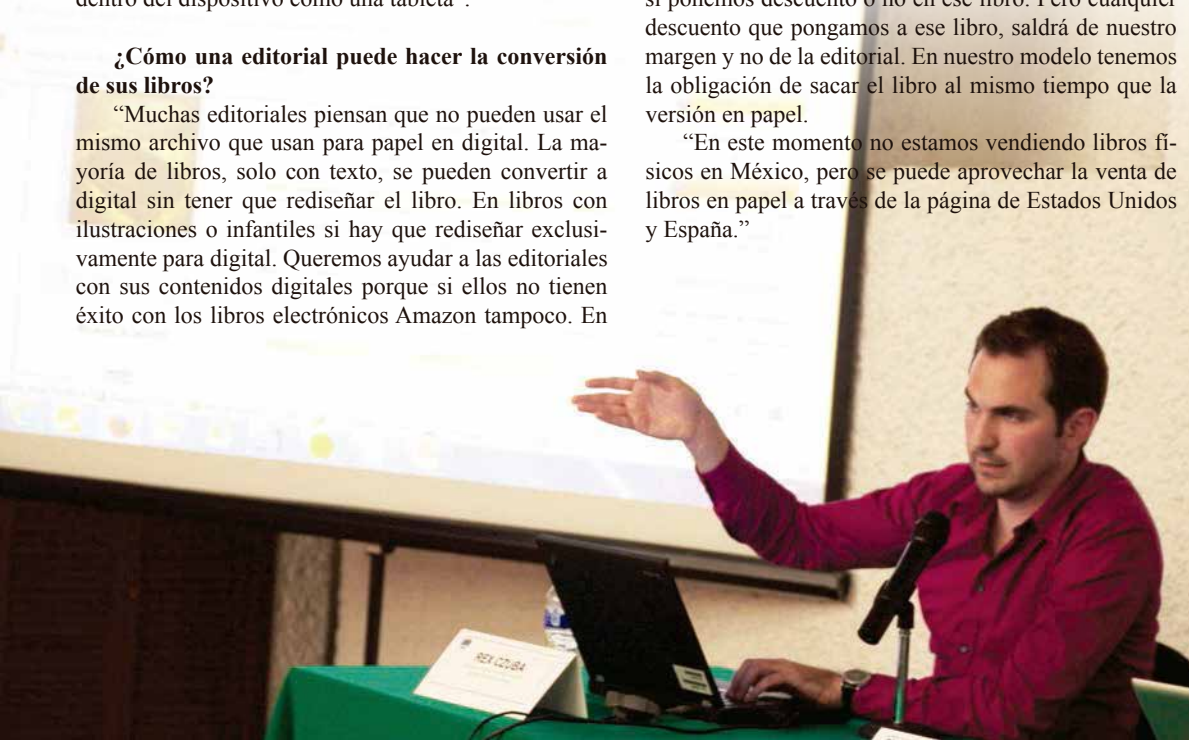 dentro del dispositivo como una tableta".
¿Cómo una editorial puede hacer la conversión
de sus libros?
“Muchas editoriales piensan que no pueden usar el
mismo archivo que usan para papel en digital. La ma-
yoría de libros, solo con texto, se pueden convertir a
digital sin tener que rediseñar el libro. En libros con
ilustraciones o infantiles si hay que rediseñar exclusi-
vamente para digital. Queremos ayudar a las editoriales
con sus contenidos digitales porque si ellos no tienen
éxito con los libros electrónicos Amazon tampoco. En
si ponemos descuento o no en ese libro. Pero cualquier
descuento que pongamos a ese libro, saldrá de nuestro
margen y no de la editorial. En nuestro modelo tenemos
la obligación de sacar el libro al mismo tiempo que la
versión en papel.
“En este momento no estamos vendiendo libros fí-
sicos en México, pero se puede aprovechar la venta de
libros en papel a través de la página de Estados Unidos
y España.”
REX CZUBA